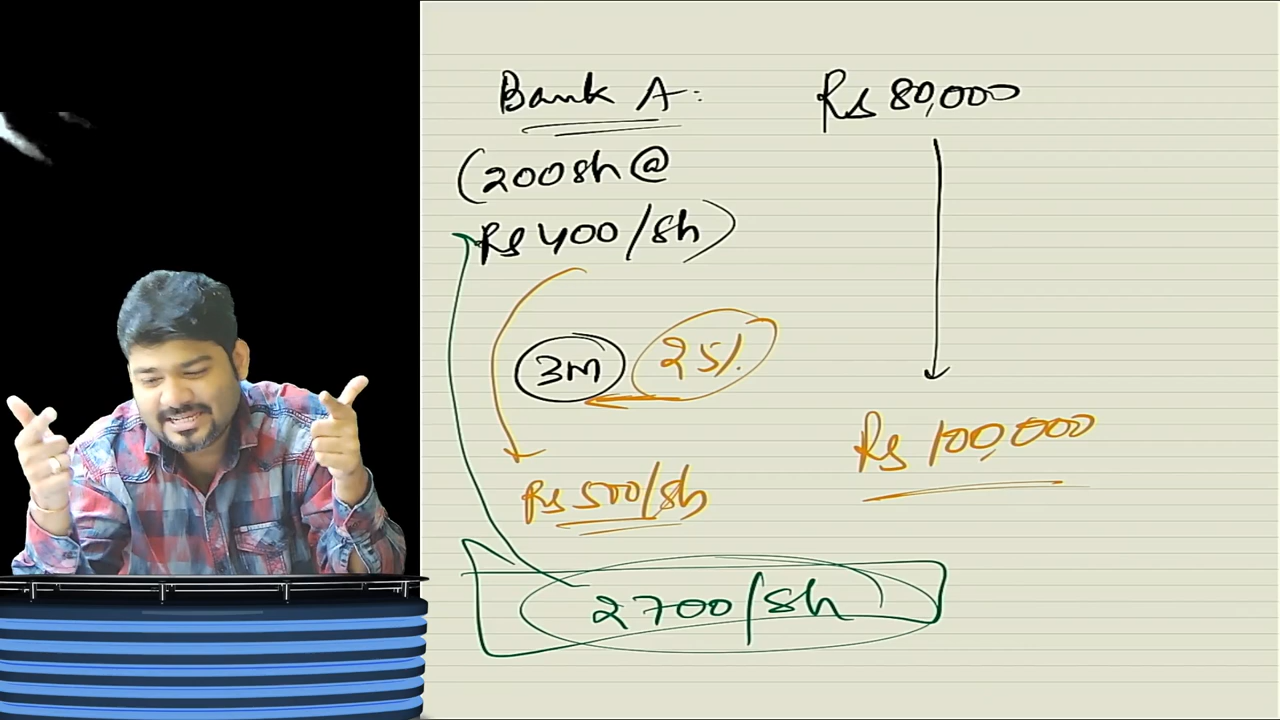 Bank A: Rs 80,000
(200sh@
Rs 400/sh)
3m 25%
Rs 100,000
Rs 500/sh
2700/sh